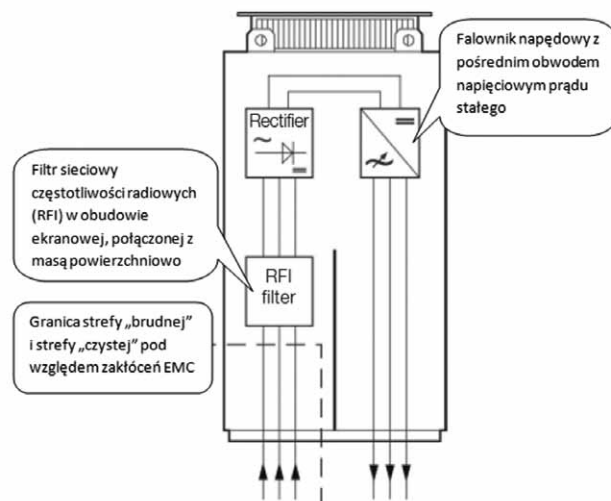 Falownik napędowy z
pośrednim obwodem
napięciowym prądu
stałego
Rectifier
Filtr sieciowy
częstotliwości radiowych
(RFI) w obudowie
ekranowej, połączonej z
masą powierzchniowo
RFI
filter
Granica strefy „brudnej”
i strefy „czystej” pod
względem zakłóceń EMC